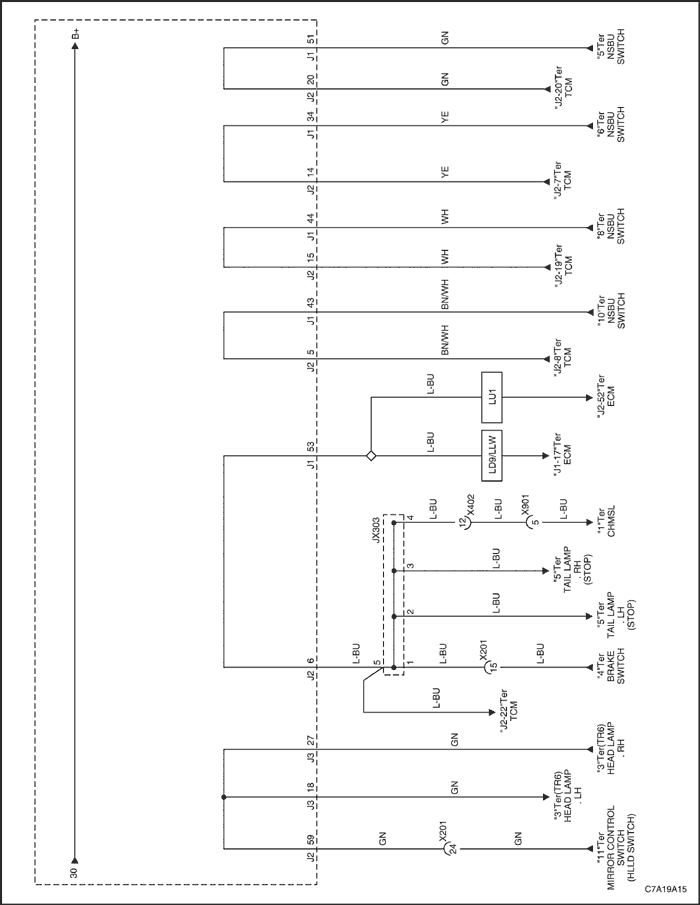 B+
30
J1 51
GN
"5"Ter
NSBU
SWITCH
J2 20
GN
"J2-20"Ter
TCM
J1 34
YE
"6"Ter
NSBU
SWITCH
J2 14
YE
"J2-7"Ter
TCM
J1 44
WH
"8"Ter
NSBU
SWITCH
J2 15
WH
"J2-19"Ter
TCM
J1 43
BN/WH
"10"Ter
NSBU
SWITCH
J2 5
BN/WH
"J2-8"Ter
TCM
L-BU
LU1
"J2-52"Ter
ECM
J1 53
L-BU
LD9/LLW
"J1-17"Ter
ECM
JX303
4
L-BU
12 X402
L-BU
X901
5
L-BU
"1"Ter
CHMSL
3
L-BU
"5"Ter
TAIL LAMP
. RH
(STOP)
2
L-BU
"5"Ter
TAIL LAMP
. LH
(STOP)
J2 6
L-BU
5
1
L-BU
X201
15
L-BU
"4"Ter
BRAKE
SWITCH
L-BU
"J2-22"Ter
TCM
J3 27
GN
"3"Ter(TR6)
HEAD LAMP
. RH
J3 18
GN
"3"Ter(TR6)
HEAD LAMP
. LH
J2 59
GN
X201
24
GN
"11"Ter
MIRROR CONTROL
SWITCH
(HLLD SWITCH)
C7A19A15